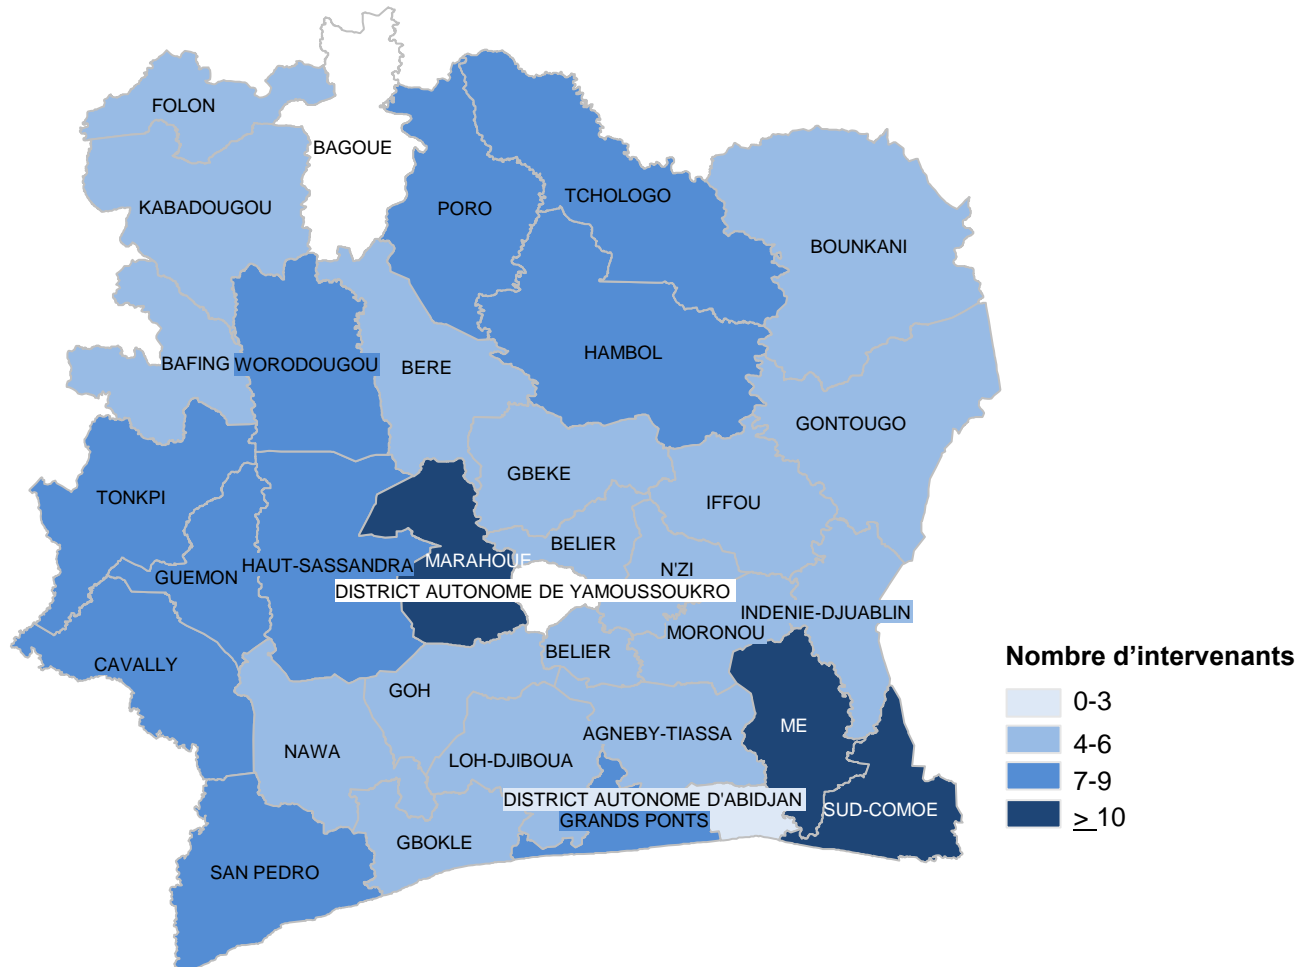 FOLON
BAGOUE
KABADOUGOU
PORO
TCHOLOGO
BOUNKANI
BAFING
WORODOUGOU
BERE
HAMBOL
GONTOUGO
GBEKE
TONKPI
IFFOU
BELIER
HAUT-SASSANDRA
MARAHOUE
GUEMON
N'ZI
DISTRICT AUTONOME DE YAMOUSSOUKRO
INDENIE-DJUABLIN
MORONOU
CAVALLY
BELIER
GOH
Nombre d’intervenants
0-3
4-6
7-9
> 10
ME
AGNEBY-TIASSA
NAWA
LOH-DJIBOUA
DISTRICT AUTONOME D'ABIDJAN
SUD-COMOE
GRANDS PONTS
GBOKLE
SAN PEDRO